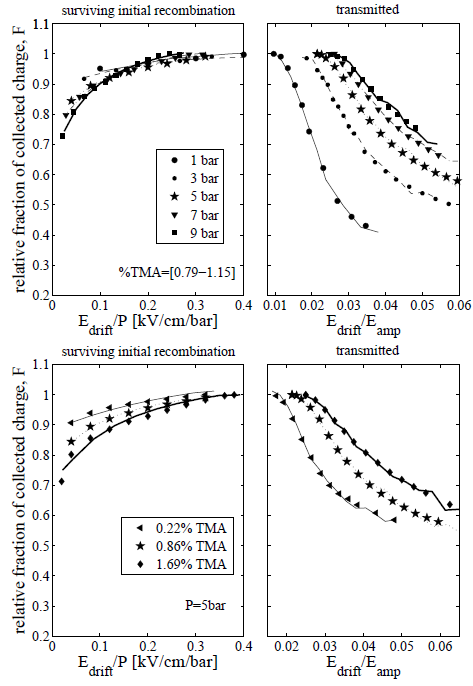 surviving initial recombination
transmitted
relative fraction of collected charge, F
1.1
1
0.9
0.8
0.7
0.6
0.5
0.4
0.3
0.2
1 bar
3 bar
5 bar
7 bar
9 bar
%TMA=[0.79−1.15]
0 0.1 0.2 0.3 0.4
0.01 0.02 0.03 0.04 0.05 0.06
Edrift/P [kV/cm/bar]
Edrift/Eamp
surviving initial recombination
transmitted
relative fraction of collected charge, F
1.1
1
0.9
0.8
0.7
0.6
0.5
0.4
0.3
0.2
0.22% TMA
0.86% TMA
1.69% TMA
P=5bar
0 0.1 0.2 0.3 0.4
0.02 0.03 0.04 0.05 0.06
Edrift/P [kV/cm/bar]
Edrift/Eamp